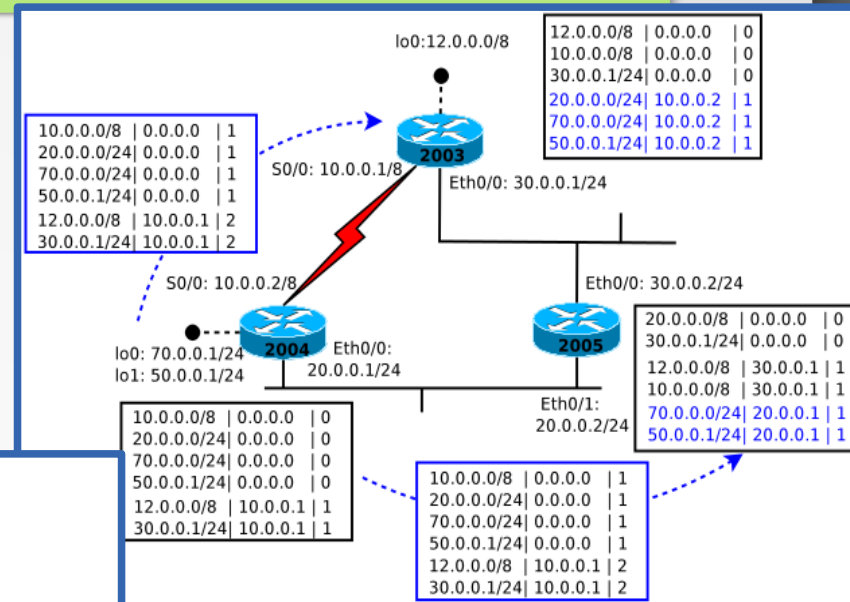 lo0:12.0.0.0/8
12.0.0.0/8 | 0.0.0.0 | 0
10.0.0.0/8 | 0.0.0.0 | 0
30.0.0.1/24| 0.0.0.0 | 0
20.0.0.0/24| 10.0.0.2 | 1
70.0.0.0/24| 10.0.0.2 | 1
50.0.0.1/24| 10.0.0.2 | 1
10.0.0.0/8 | 0.0.0.0 | 1
20.0.0.0/24| 0.0.0.0 | 1
70.0.0.0/24| 0.0.0.0 | 1
50.0.0.1/24| 0.0.0.0 | 1
12.0.0.0/8 | 10.0.0.1 | 2
30.0.0.1/24| 10.0.0.1 | 2
2003
S0/0: 10.0.0.1/8
Eth0/0: 30.0.0.1/24
S0/0: 10.0.0.2/8
Eth0/0: 30.0.0.2/24
2004
2005
lo0: 70.0.0.1/24
lo1: 50.0.0.1/24
Eth0/0:
20.0.0.1/24
20.0.0.0/8 | 0.0.0.0 | 0
30.0.0.1/24| 0.0.0.0 | 0
12.0.0.0/8 | 30.0.0.1 | 1
10.0.0.0/8 | 30.0.0.1 | 1
70.0.0.0/24| 20.0.0.1 | 1
50.0.0.1/24| 20.0.0.1 | 1
Eth0/1:
20.0.0.2/24
10.0.0.0/8 | 0.0.0.0 | 0
20.0.0.0/24| 0.0.0.0 | 0
70.0.0.0/24| 0.0.0.0 | 0
50.0.0.1/24| 0.0.0.0 | 0
12.0.0.0/8 | 10.0.0.1 | 1
30.0.0.1/24| 10.0.0.1 | 1
10.0.0.0/8 | 0.0.0.0 | 1
20.0.0.0/24| 0.0.0.0 | 1
70.0.0.0/24| 0.0.0.0 | 1
50.0.0.1/24| 0.0.0.0 | 1
12.0.0.0/8 | 10.0.0.1 | 2
30.0.0.1/24| 10.0.0.1 | 2